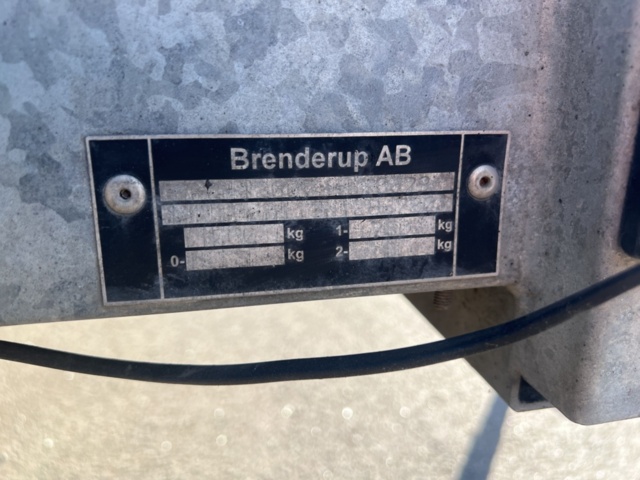 Brenderup AB
kg 1- kg
0- kg 2- kg